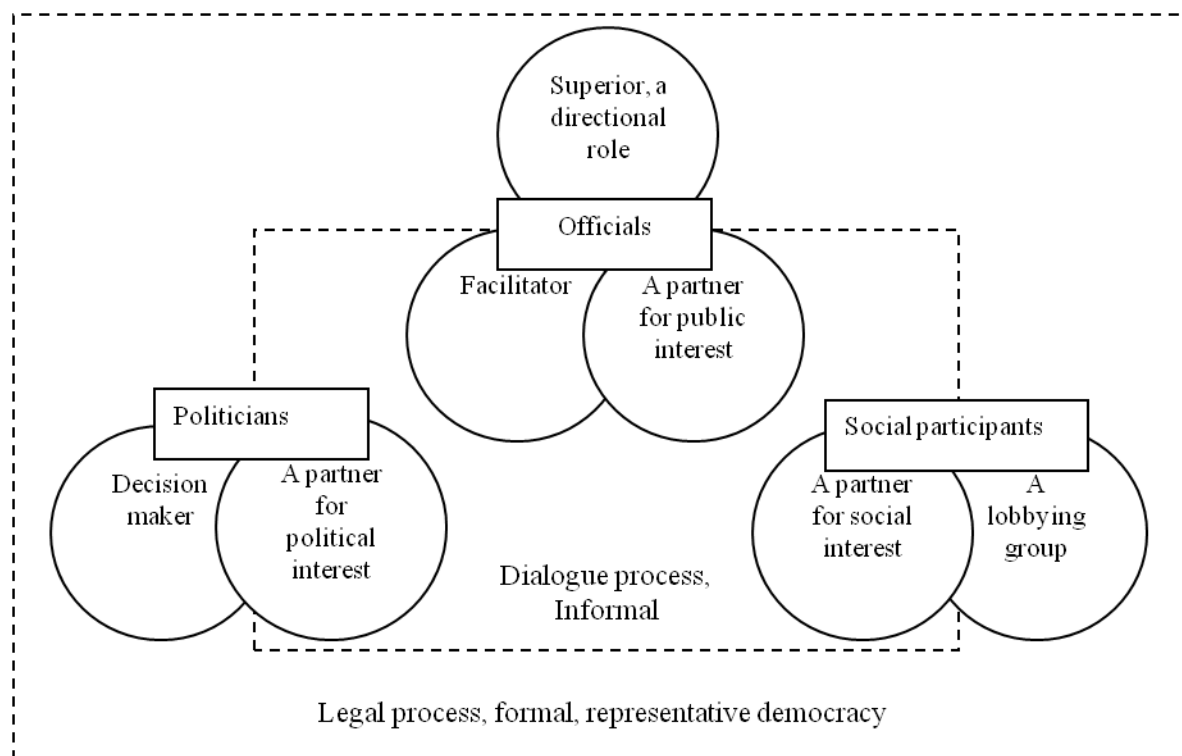 Superior, a
directional
role
Officials
Facilitator
A partner
for public
interest
Politicians
Decision
maker
A partner
for
political
interest
Social participants
A partner
for social
interest
A
lobbying
group
Dialogue process,
Informal
Legal process, formal, representative democracy